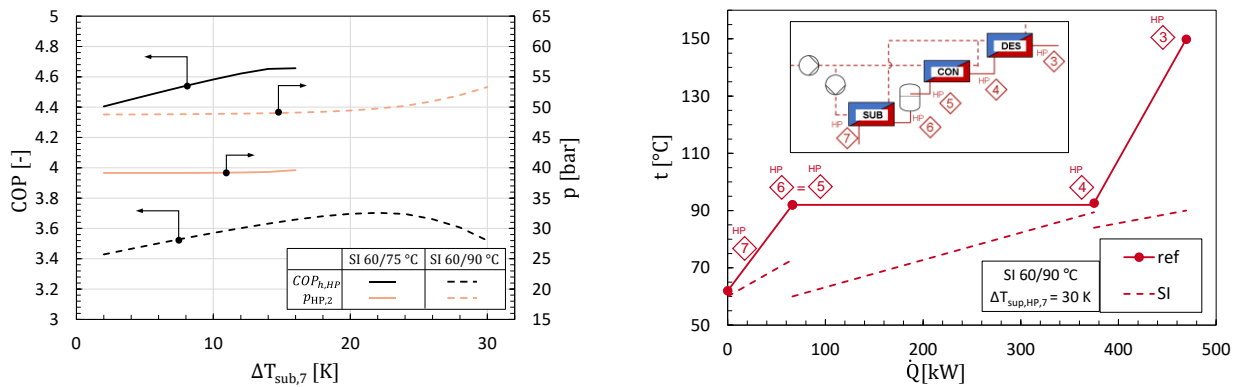 5
4.8
4.6
4.4
4.2
4
3.8
3.6
3.4
3.2
3
COP [-]
65
60
55
50
45
40
35
30
25
20
15
p [bar]
SI 60/75 °C SI 60/90 °C
COPₕ,HP
p_HP,2
0 10 20 30
ΔT_sub,7 [K]
150
130
110
90
70
50
t [°C]
HP
3
DES
HP
3
CON
HP
4
HP
5
SUB
HP
6
HP
7
HP HP
6 = 5
HP
4
HP
7
SI 60/90 °C
ΔT_sup,HP,7 = 30 K
ref
SI
0 100 200 300 400 500
Q̇ [kW]